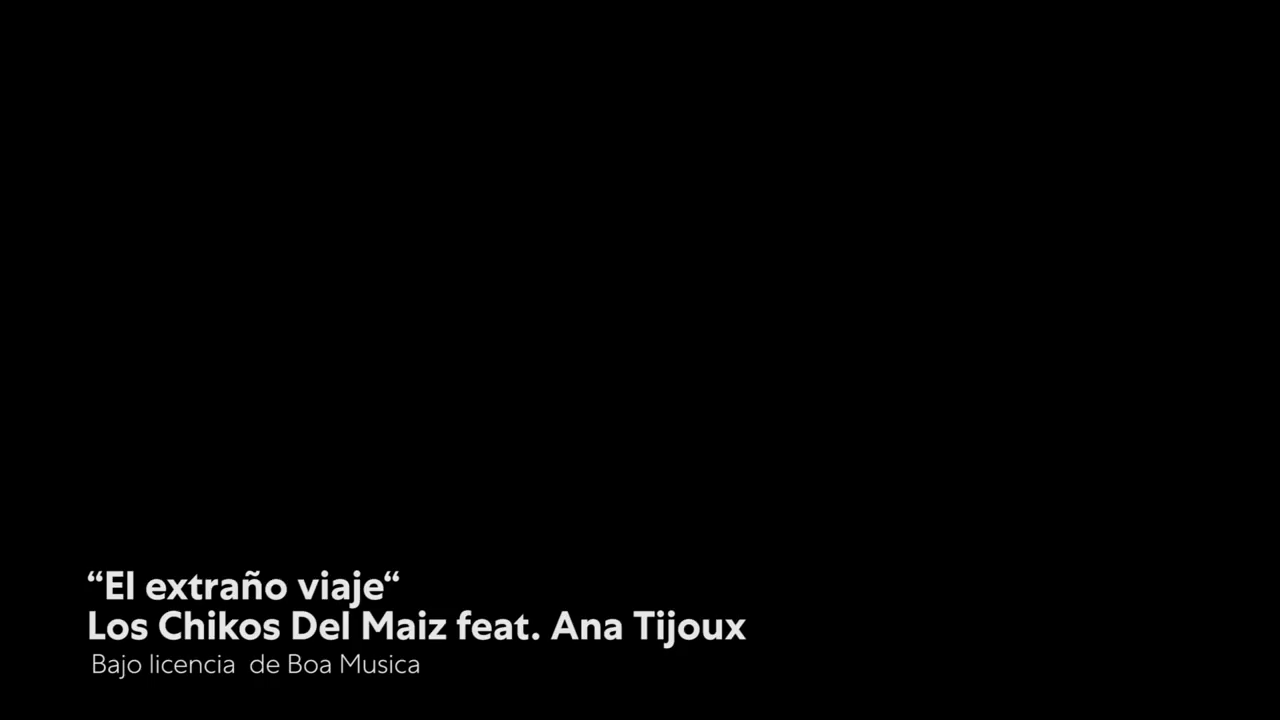 “El extraño viaje“
Los Chikos Del Maiz feat. Ana Tijoux
Bajo licencia  de Boa Musica